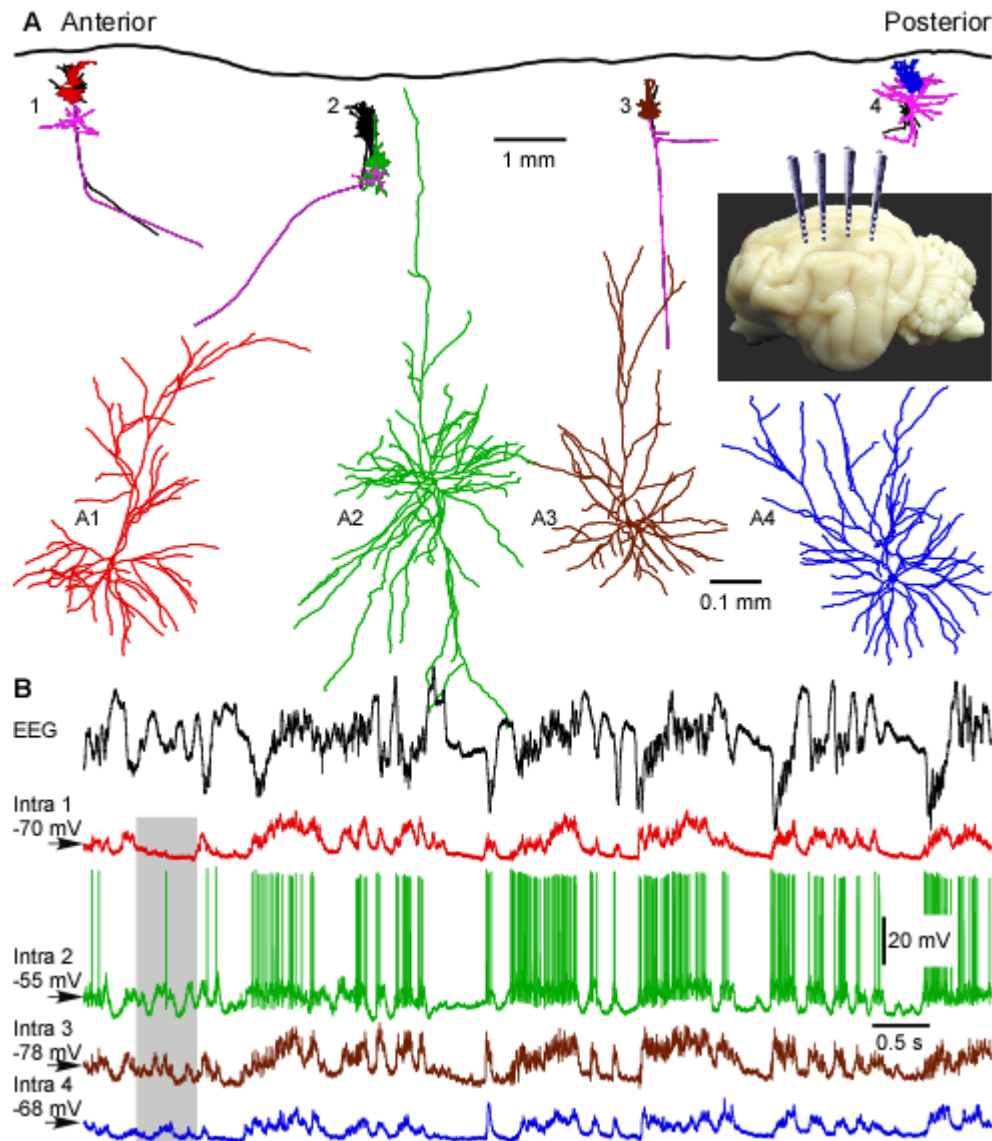 A Anterior Posterior
1 2 3 4
1 mm
A1 A2 A3 A4
0.1 mm
B
EEG
Intra 1
-70 mV
Intra 2
-55 mV
20 mV
Intra 3
-78 mV
0.5 s
Intra 4
-68 mV